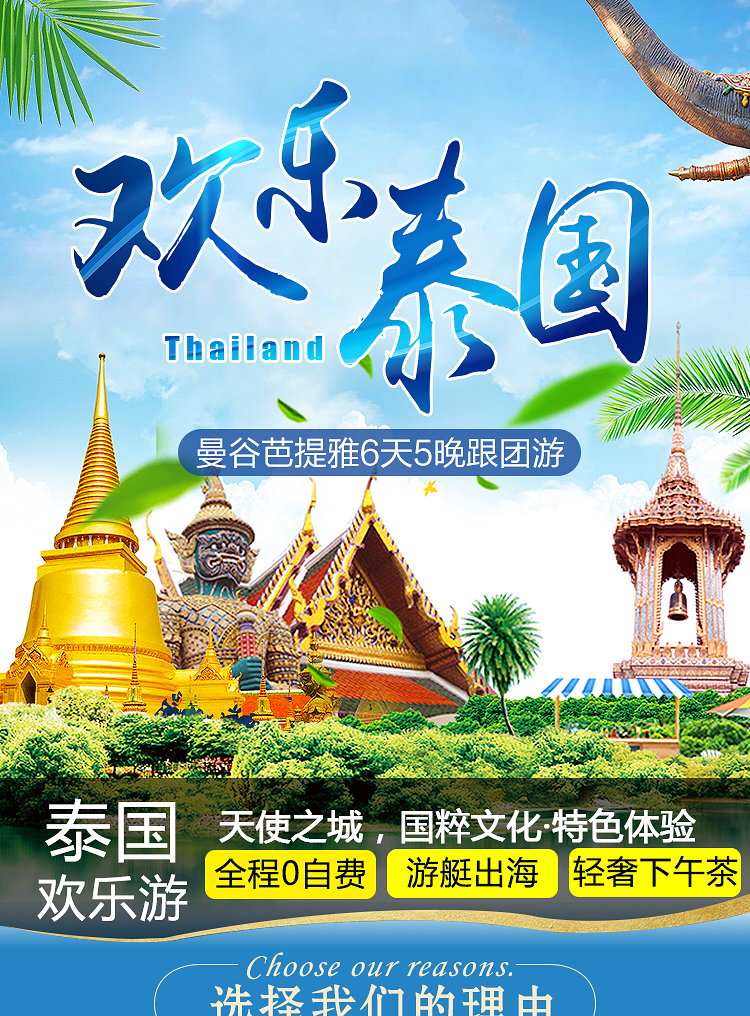 欢乐泰国
Thailand
曼谷芭提雅6天5晚跟团游
泰国
欢乐游
天使之城，国粹文化·特色体验
全程0自费 游艇出海 轻奢下午茶
Choose our reasons.
选择我们的理由